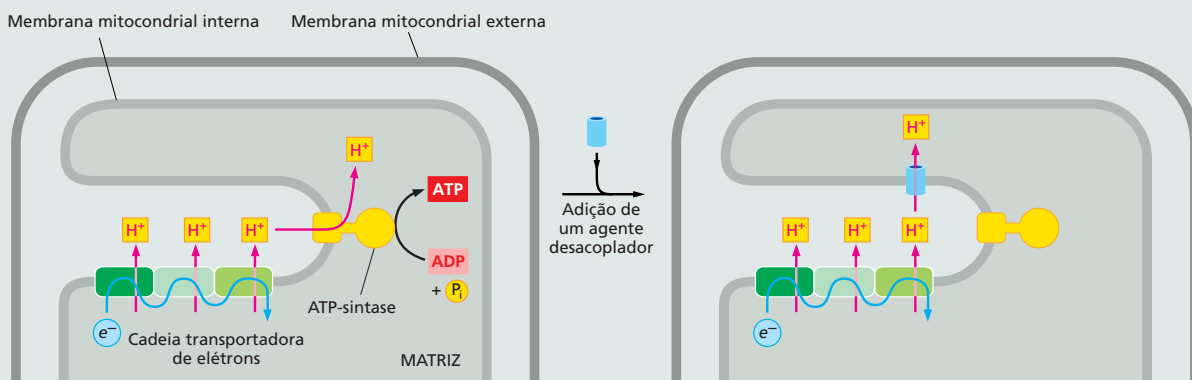 Membrana mitocondrial interna
Membrana mitocondrial externa
H⁺
ATP
H⁺
H⁺
H⁺
ADP
+ Pᵢ
ATP-sintase
e⁻
Cadeia transportadora
de elétrons
MATRIZ
Adição de
um agente
desacoplador
H⁺
H⁺
H⁺
H⁺
e⁻